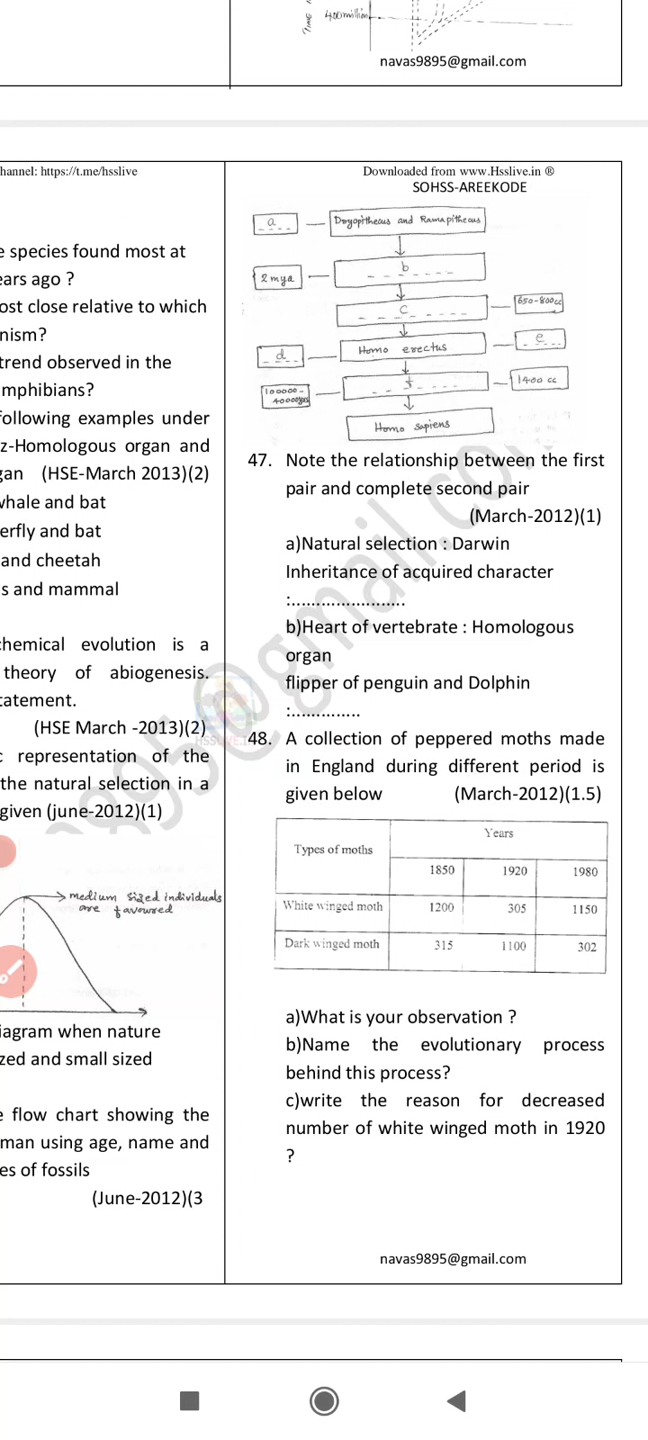 TIME
400million
navas9895@gmail.com
hannel: https://t.me/hsslive
e species found most at
ears ago ?
ost close relative to which
nism?
trend observed in the
mphibians?
following examples under
z-Homologous organ and
gan (HSE-March 2013)(2)
whale and bat
erfly and bat
and cheetah
s and mammal
chemical evolution is a
theory of abiogenesis.
tatement.
(HSE March -2013)(2)
c representation of the
the natural selection in a
given (june-2012)(1)
medium sized individuals
are favoured
iagram when nature
zed and small sized
e flow chart showing the
man using age, name and
es of fossils
(June-2012)(3
Downloaded from www.Hsslive.in ®
SOHSS-AREEKODE
a
Dryopithecus and Ramapithecus
2mya
b
c
650-800cc
d
Homo erectus
e
100000-
40000yrs
f
1400 cc
Homo sapiens
47. Note the relationship between the first
pair and complete second pair
(March-2012)(1)
a)Natural selection : Darwin
Inheritance of acquired character
:.......................
b)Heart of vertebrate : Homologous
organ
flipper of penguin and Dolphin
:..............
48. A collection of peppered moths made
in England during different period is
given below (March-2012)(1.5)
Types of moths
Years
1850 1920 1980
White winged moth 1200 305 1150
Dark winged moth 315 1100 302
a)What is your observation ?
b)Name the evolutionary process
behind this process?
c)write the reason for decreased
number of white winged moth in 1920
?
navas9895@gmail.com